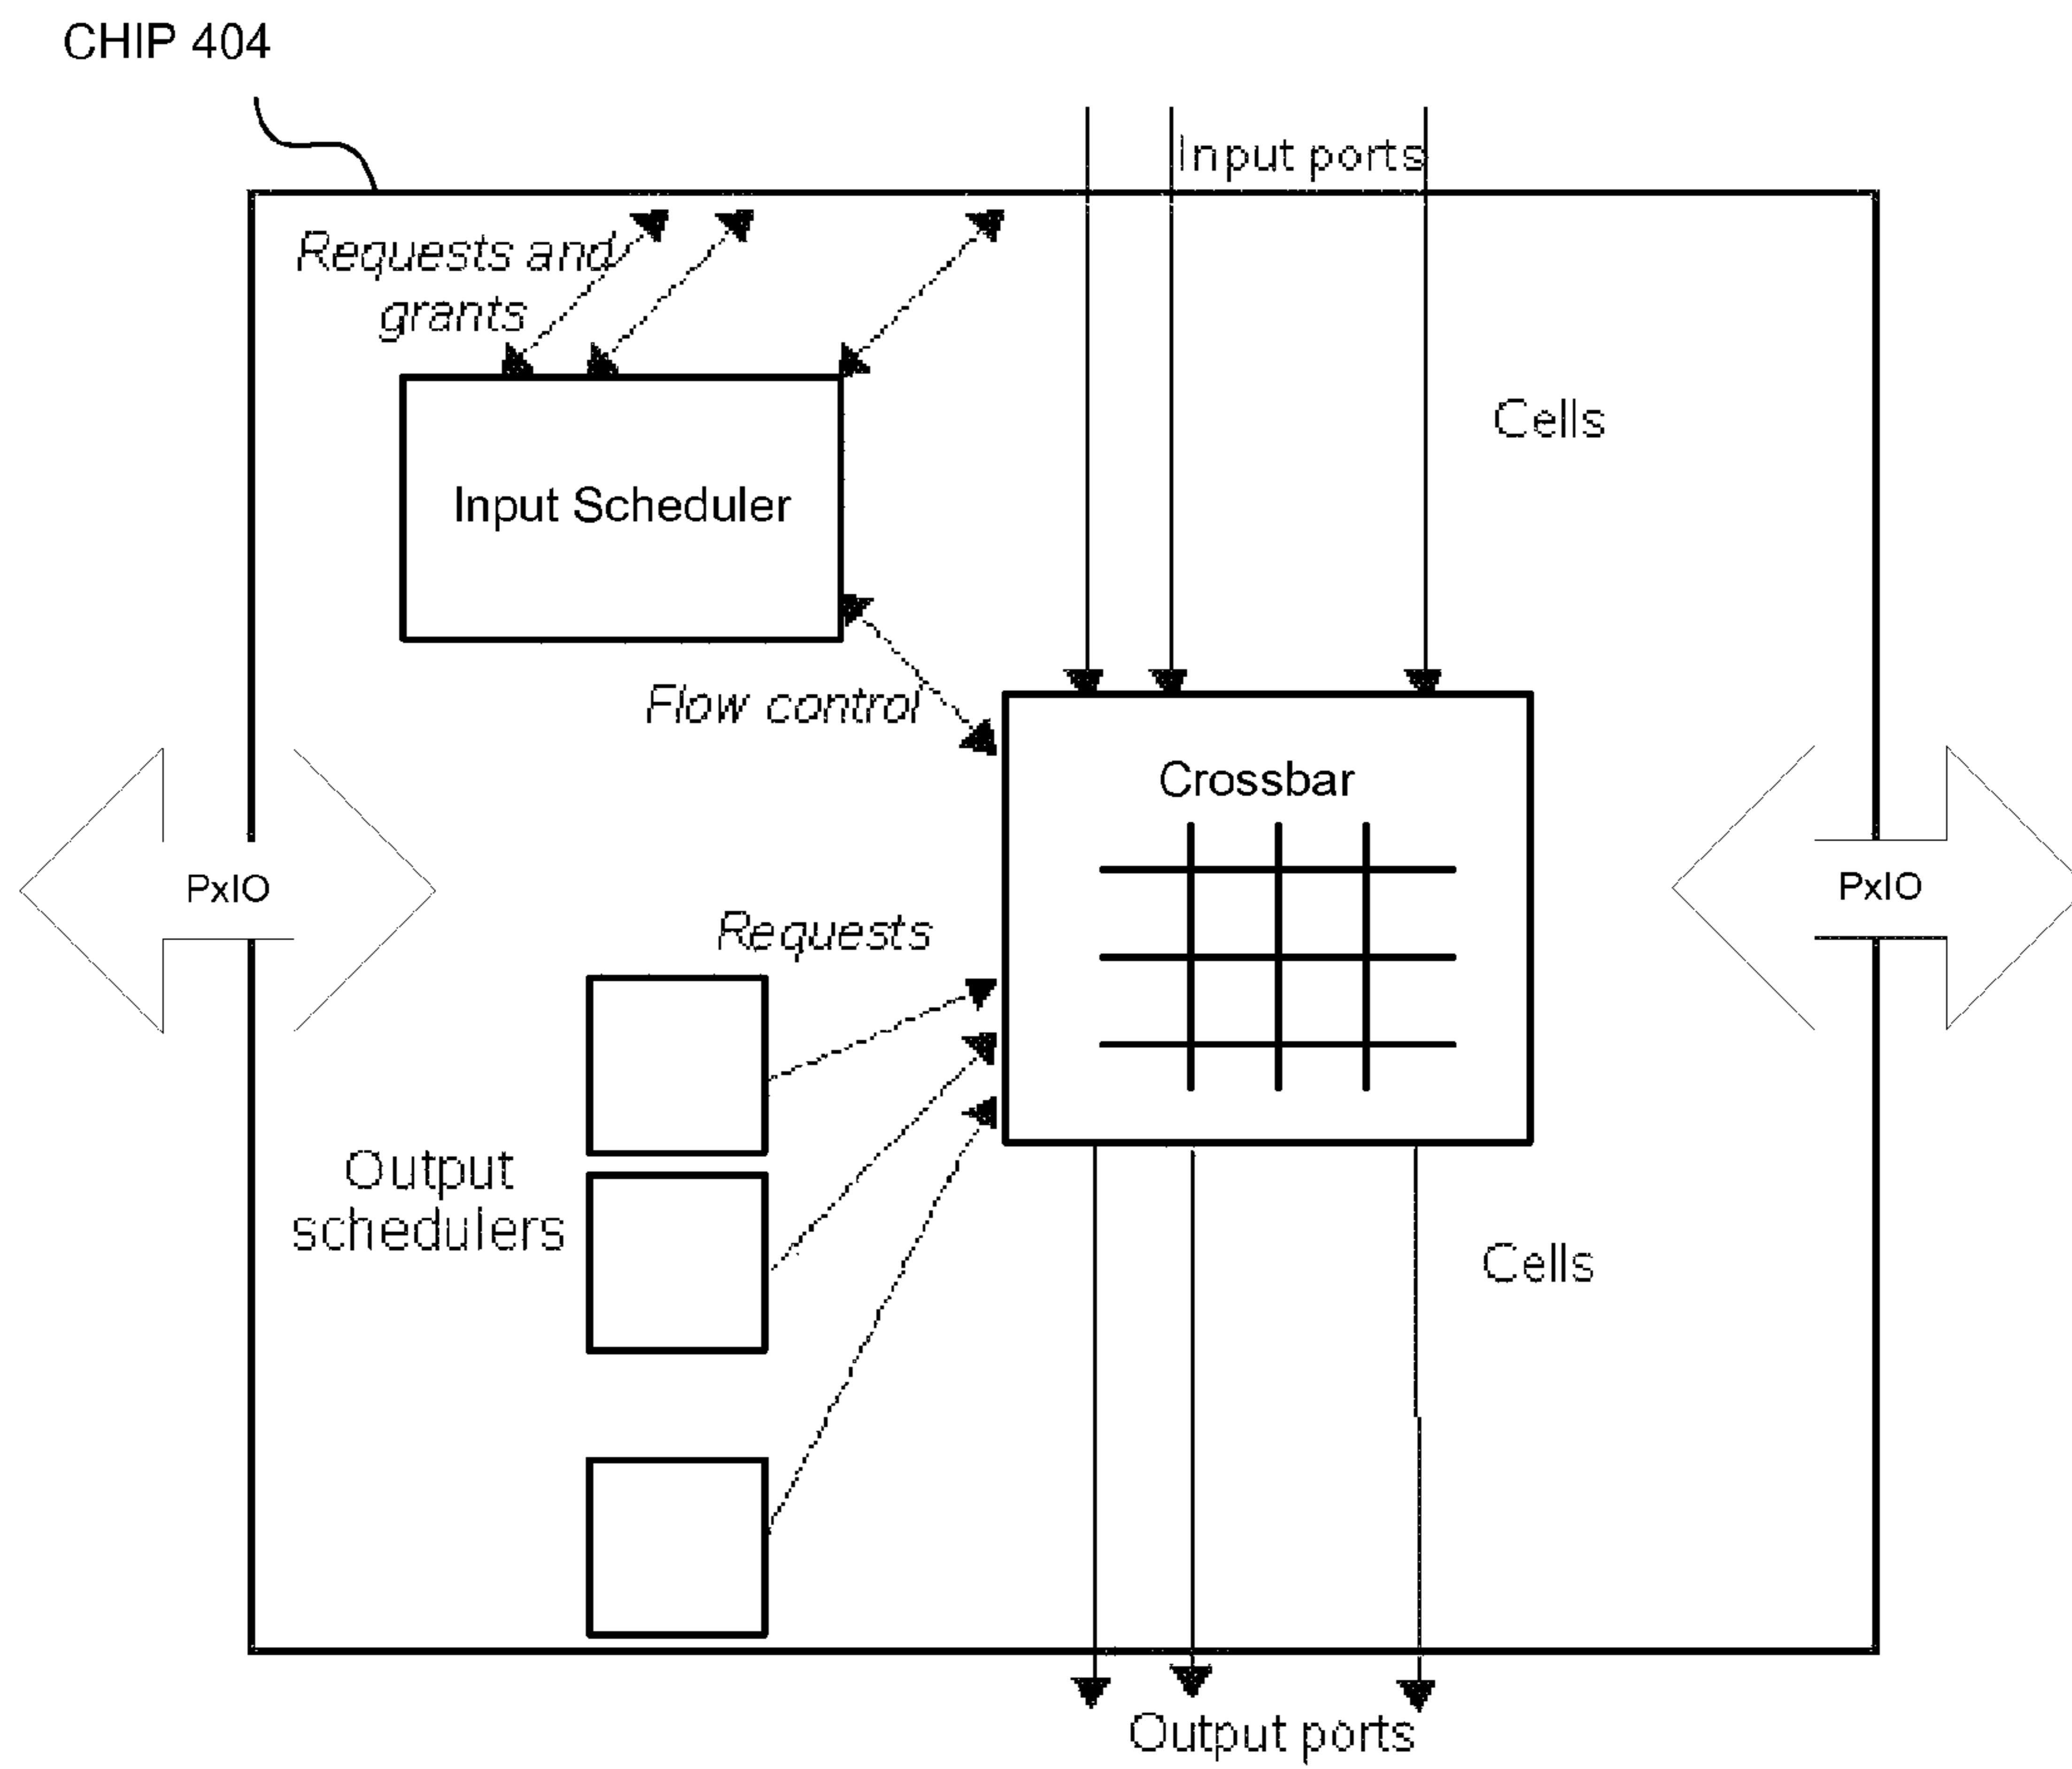 CHIP 404
Input ports
Requests and
grants
Cells
Input Scheduler
Flow control
Crossbar
PxIO
PxIO
Requests
Output
schedulers
Cells
Output ports